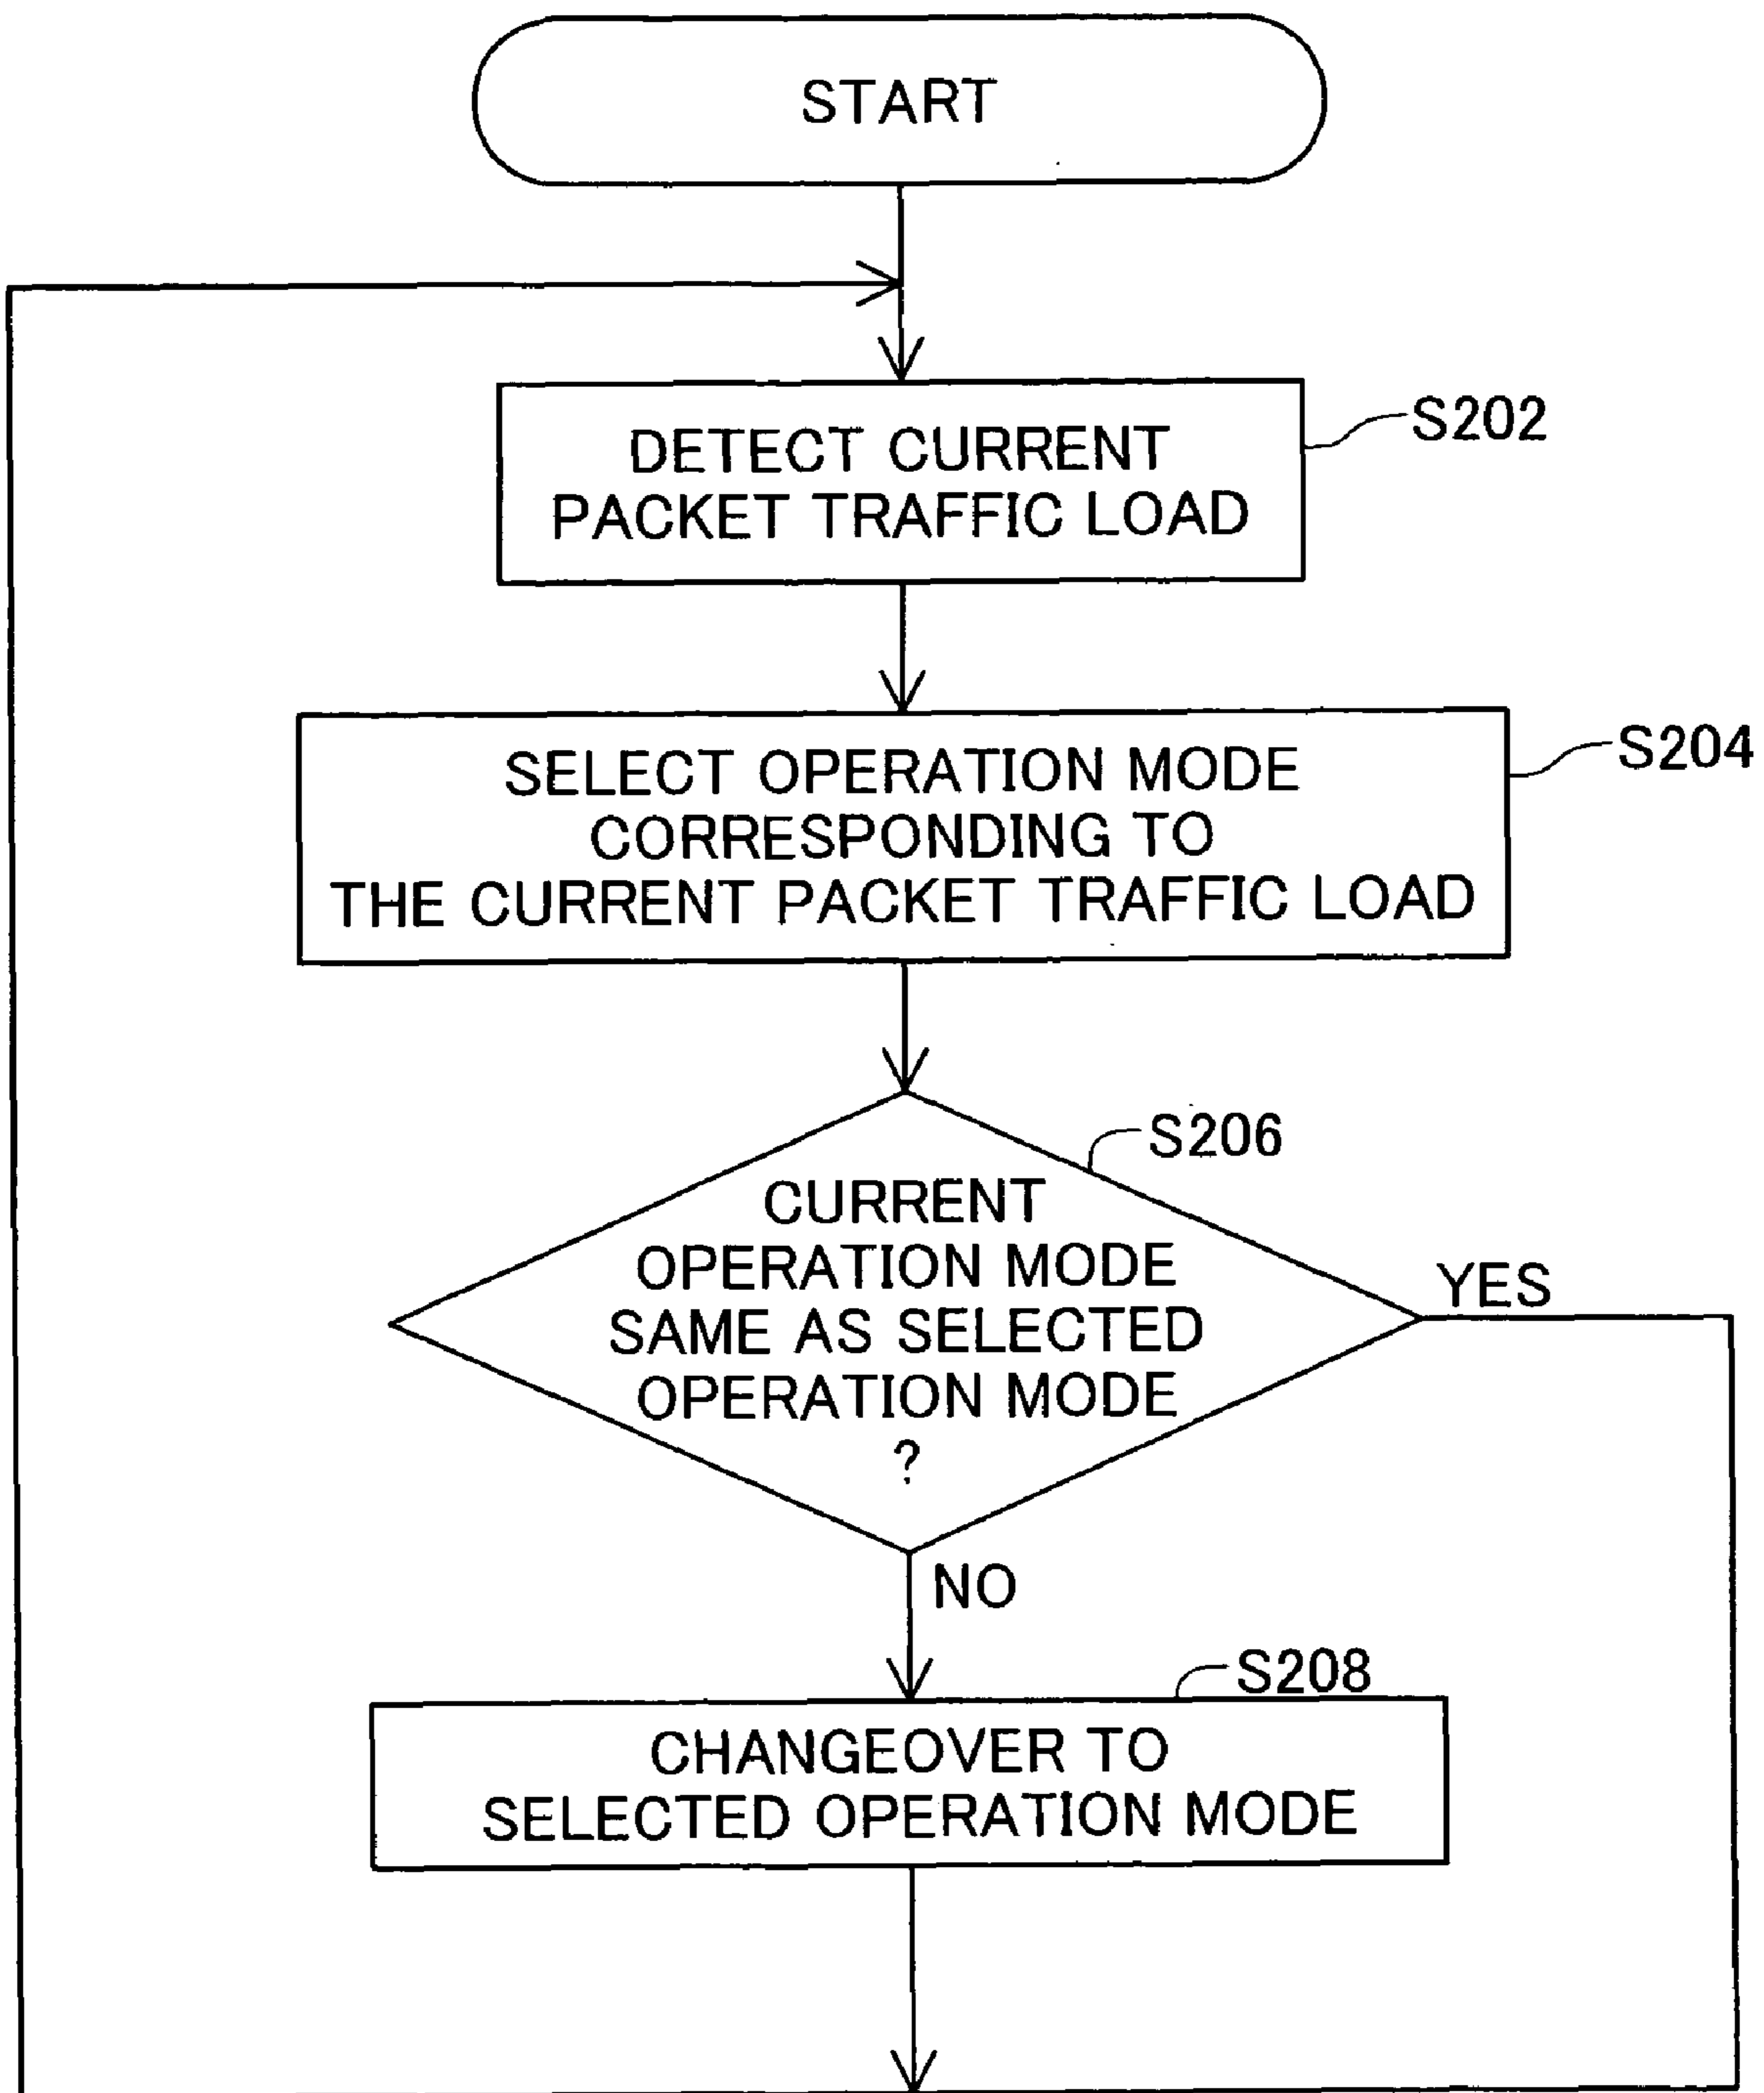 START
DETECT CURRENT
PACKET TRAFFIC LOAD
S202
SELECT OPERATION MODE
CORRESPONDING TO
THE CURRENT PACKET TRAFFIC LOAD
S204
S206
CURRENT
OPERATION MODE
SAME AS SELECTED
OPERATION MODE
?
YES
NO
S208
CHANGEOVER TO
SELECTED OPERATION MODE